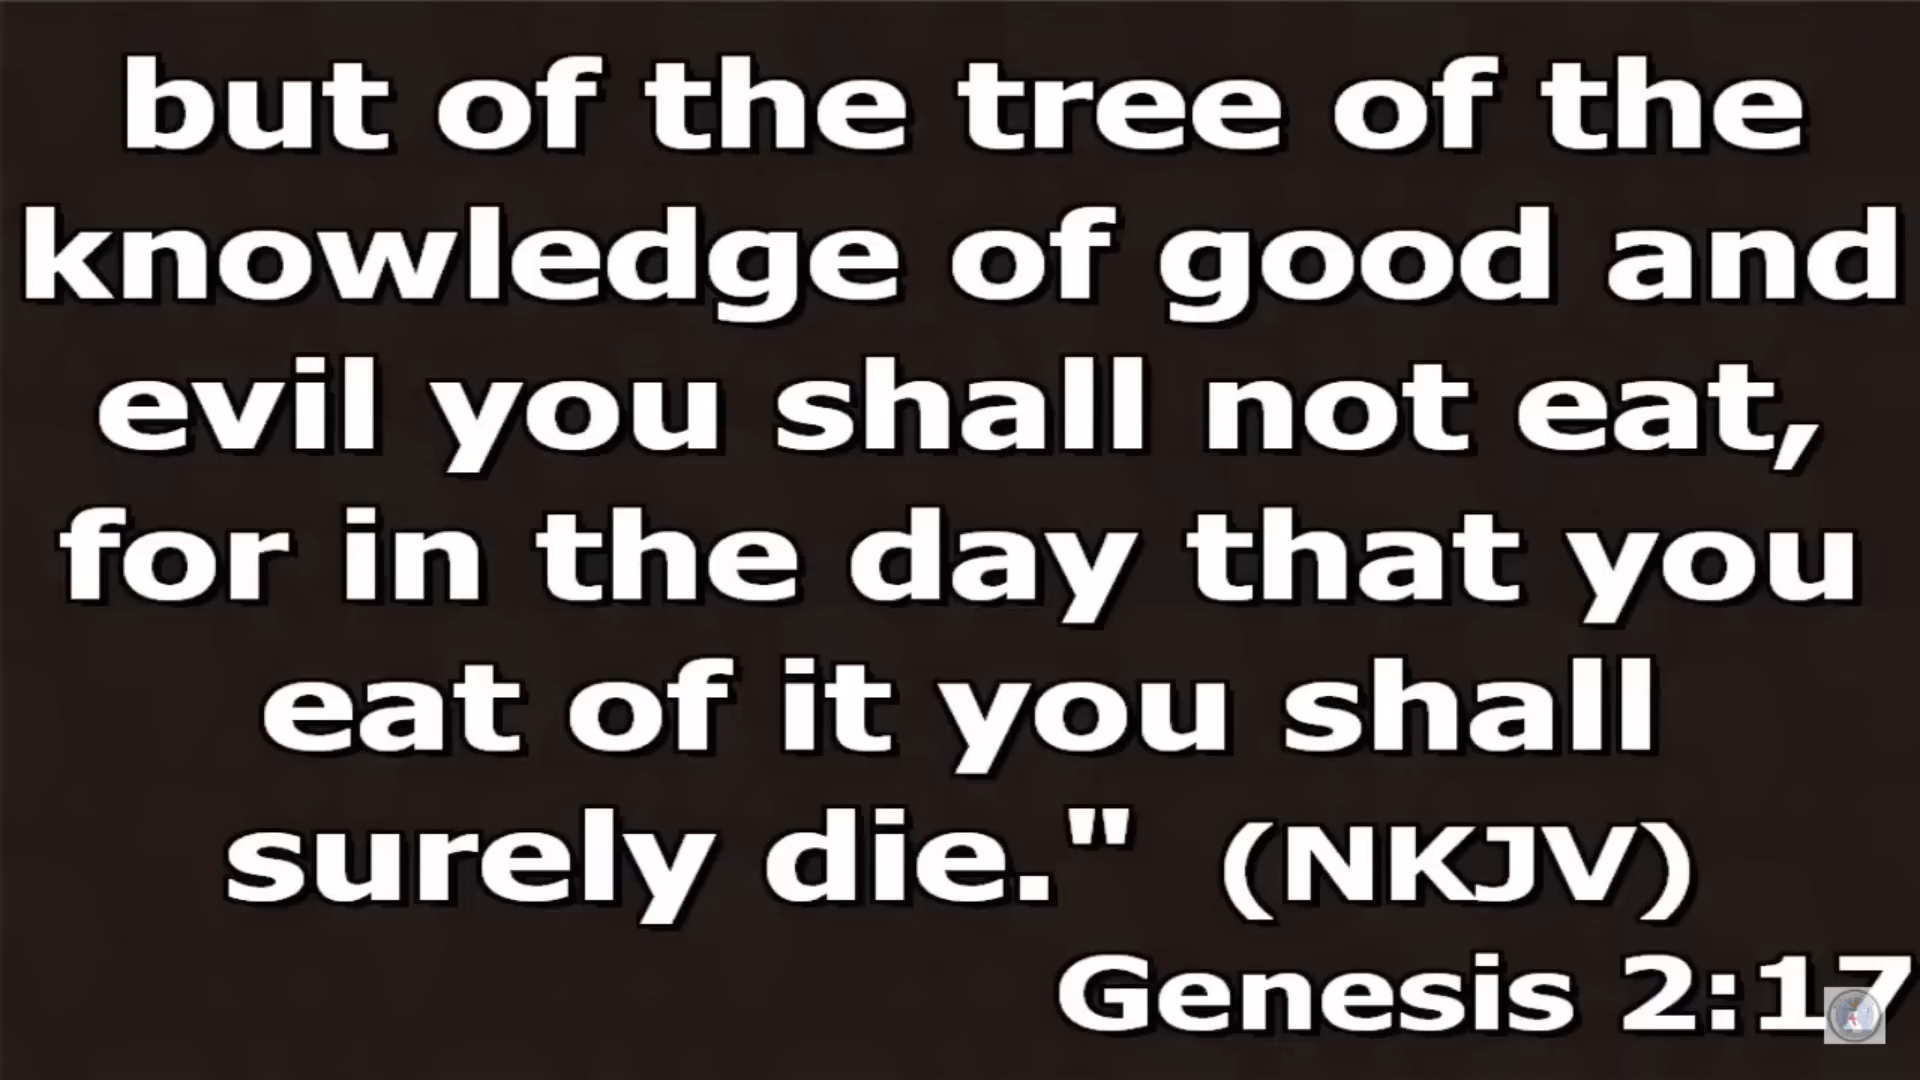 but of the tree of the
knowledge of good and
evil you shall not eat,
for in the day that you
eat of it you shall
surely die." (NKJV)
Genesis 2:17